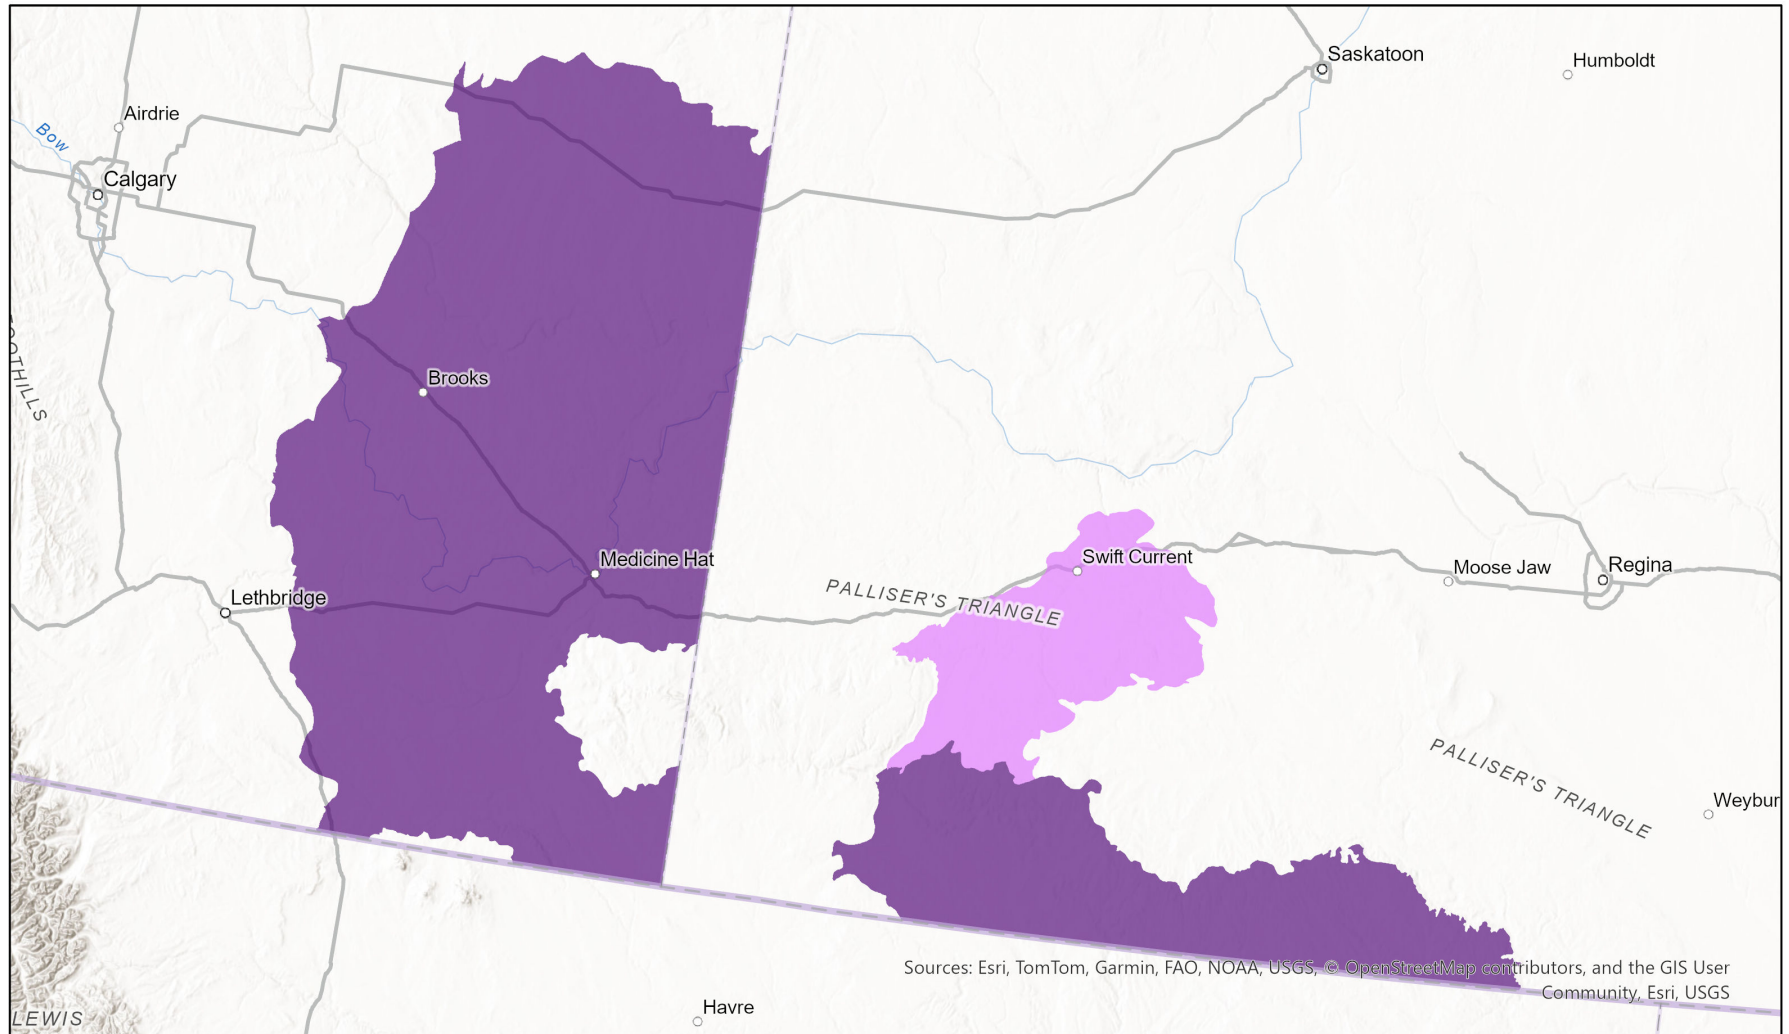 Saskatoon
Humboldt
Airdrie
Bow
Calgary
OOTHILLS
Brooks
Medicine Hat
Swift Current
Moose Jaw
Regina
PALLISER'S TRIANGLE
Lethbridge
PALLISER'S TRIANGLE
Weybur
Sources: Esri, TomTom, Garmin, FAO, NOAA, USGS, © OpenStreetMap contributors, and the GIS User
Community, Esri, USGS
Havre
LEWIS